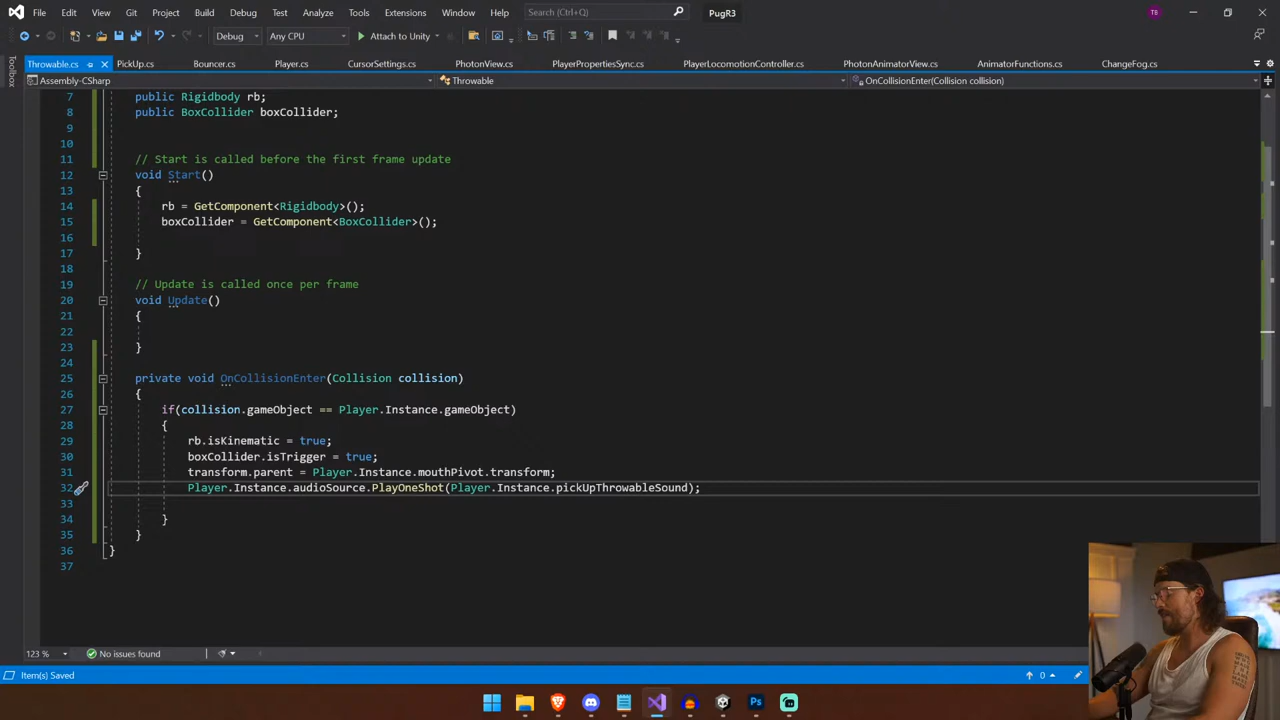 File Edit View Git Project Build Debug Test Analyze Tools Extensions Window Help Search (Ctrl+Q) PugR3 TB
Debug Any CPU Attach to Unity
Toolbox
Throwable.cs PickUp.cs Bouncer.cs Player.cs CursorSettings.cs PhotonView.cs PlayerPropertiesSync.cs PlayerLocomotionController.cs PhotonAnimatorView.cs AnimatorFunctions.cs ChangeFog.cs
Assembly-CSharp Throwable OnCollisionEnter(Collision collision)
7 public Rigidbody rb;
8 public BoxCollider boxCollider;
9
10
11 // Start is called before the first frame update
12 void Start()
13 {
14 rb = GetComponent<Rigidbody>();
15 boxCollider = GetComponent<BoxCollider>();
16
17 }
18
19 // Update is called once per frame
20 void Update()
21 {
22
23 }
24
25 private void OnCollisionEnter(Collision collision)
26 {
27 if(collision.gameObject == Player.Instance.gameObject)
28 {
29 rb.isKinematic = true;
30 boxCollider.isTrigger = true;
31 transform.parent = Player.Instance.mouthPivot.transform;
32 Player.Instance.audioSource.PlayOneShot(Player.Instance.pickUpThrowableSound);
33
34 }
35 }
36 }
37
123 % No issues found
Item(s) Saved 0
Ps